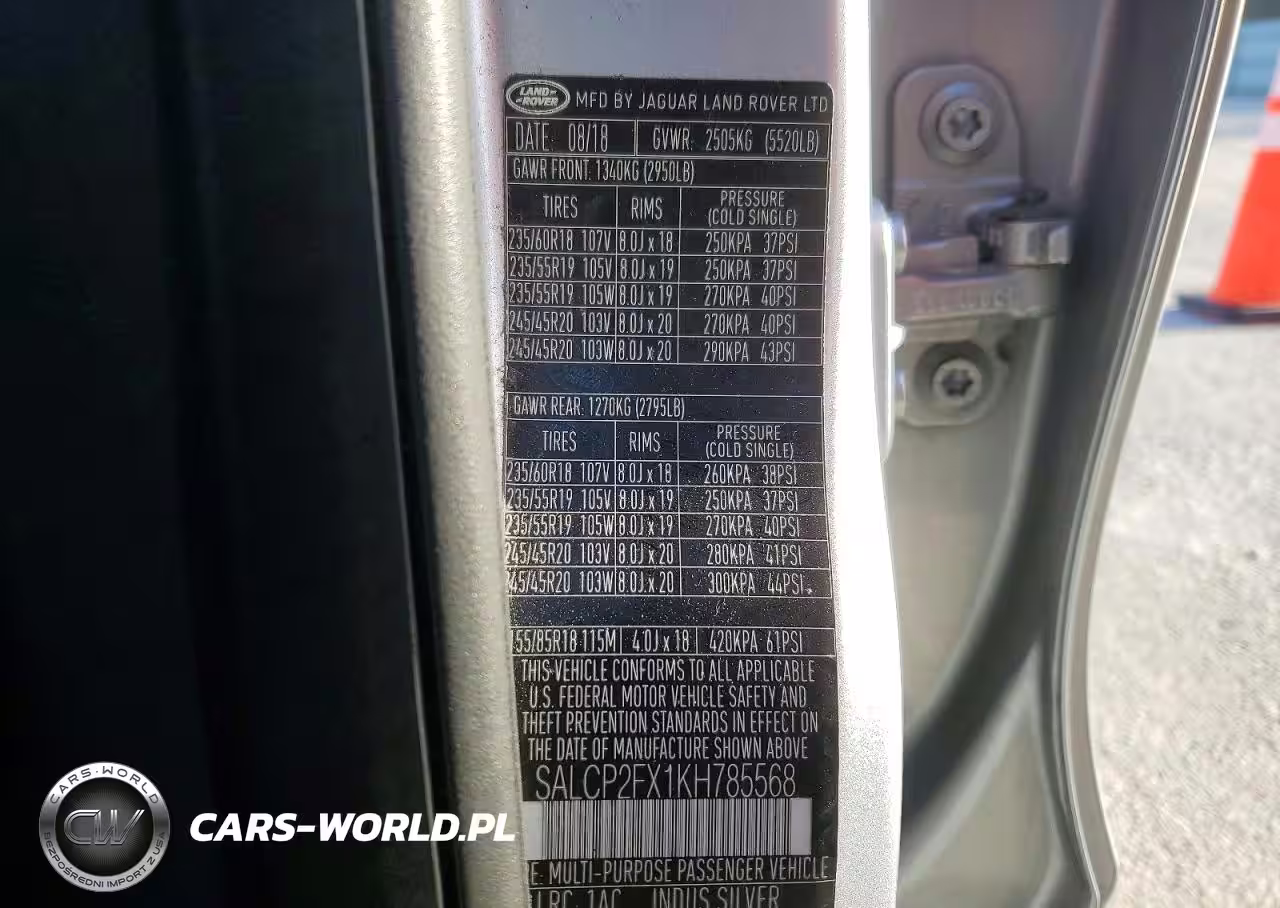 LAND ROVER MFD BY JAGUAR LAND ROVER LTD
DATE: 08/18 GVWR: 2505KG (5520LB)
GAWR FRONT: 1340KG (2950LB)
TIRES RIMS PRESSURE (COLD SINGLE)
235/60R18 107V 8.0J x 18 250KPA 37PSI
235/55R19 105V 8.0J x 19 250KPA 37PSI
235/55R19 105W 8.0J x 19 270KPA 40PSI
245/45R20 103V 8.0J x 20 270KPA 40PSI
245/45R20 103W 8.0J x 20 290KPA 43PSI
GAWR REAR: 1270KG (2795LB)
TIRES RIMS PRESSURE (COLD SINGLE)
235/60R18 107V 8.0J x 18 260KPA 38PSI
235/55R19 105V 8.0J x 19 250KPA 37PSI
235/55R19 105W 8.0J x 19 270KPA 40PSI
245/45R20 103V 8.0J x 20 280KPA 41PSI
245/45R20 103W 8.0J x 20 300KPA 44PSI
55/85R18 115M 4.0J x 18 420KPA 61PSI
THIS VEHICLE CONFORMS TO ALL APPLICABLE
U.S. FEDERAL MOTOR VEHICLE SAFETY AND
THEFT PREVENTION STANDARDS IN EFFECT ON
THE DATE OF MANUFACTURE SHOWN ABOVE
SALCP2FX1KH785568
E: MULTI-PURPOSE PASSENGER VEHICLE
LRC: 1AC INDUS SILVER
CARS-WORLD
CW
BEZPOŚREDNI IMPORT Z USA
CARS-WORLD.PL